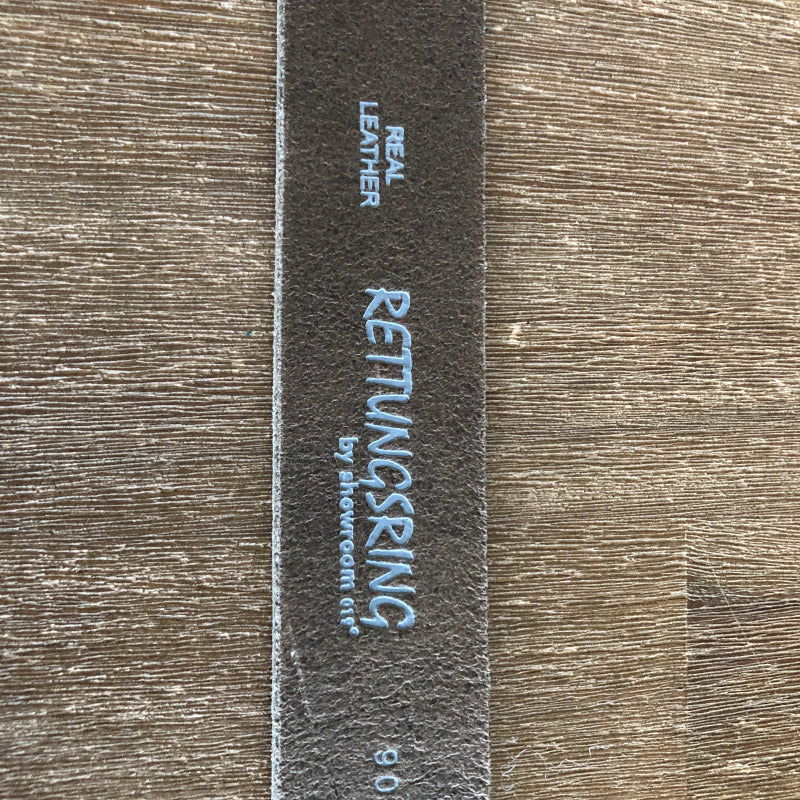 REAL
LEATHER
RETTUNGSRING
by showroom 019°
90